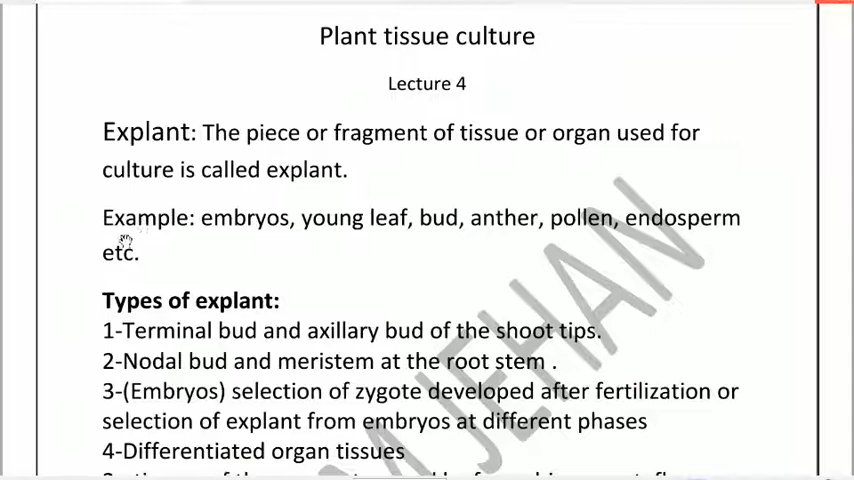 Plant tissue culture
Lecture 4
Explant: The piece or fragment of tissue or organ used for
culture is called explant.
Example: embryos, young leaf, bud, anther, pollen, endosperm
etc.
Types of explant:
1-Terminal bud and axillary bud of the shoot tips.
2-Nodal bud and meristem at the root stem .
3-(Embryos) selection of zygote developed after fertilization or
selection of explant from embryos at different phases
4-Differentiated organ tissues
M JEHAN